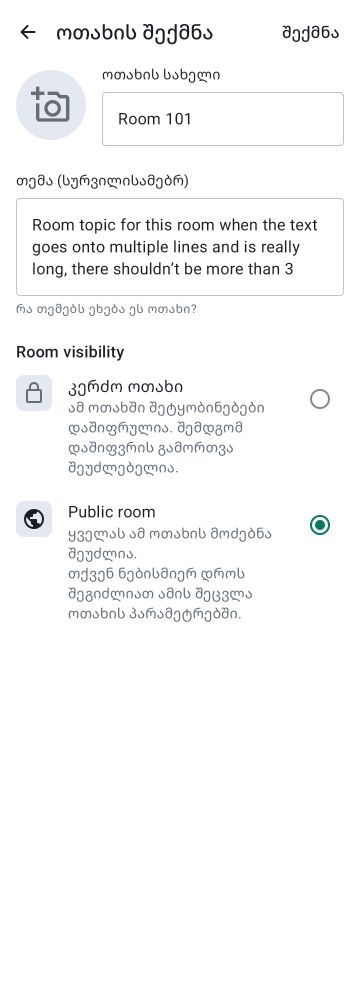 ოთახის შექმნა
შექმნა
ოთახის სახელი
Room 101
თემა (სურვილისამებრ)
Room topic for this room when the text
goes onto multiple lines and is really
long, there shouldn’t be more than 3
რა თემებს ეხება ეს ოთახი?
Room visibility
კერძო ოთახი
ამ ოთახში შეტყობინებები
დაშიფრულია. შემდგომ
დაშიფვრის გამორთვა
შეუძლებელია.
Public room
ყველას ამ ოთახის მოძებნა
შეუძლია.
თქვენ ნებისმიერ დროს
შეგიძლიათ ამის შეცვლა
ოთახის პარამეტრებში.